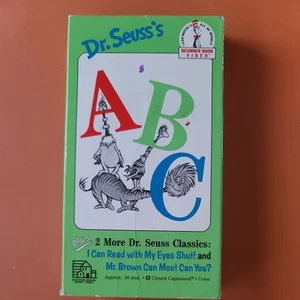 Dr. Seuss's
BEGINNER BOOK
VIDEO
A
B
C
Plus 2 More Dr. Seuss Classics:
I Can Read with My Eyes Shut! and
Mr. Brown Can Moo! Can You?
Approx. 30 min. • Closed Captioned • Color